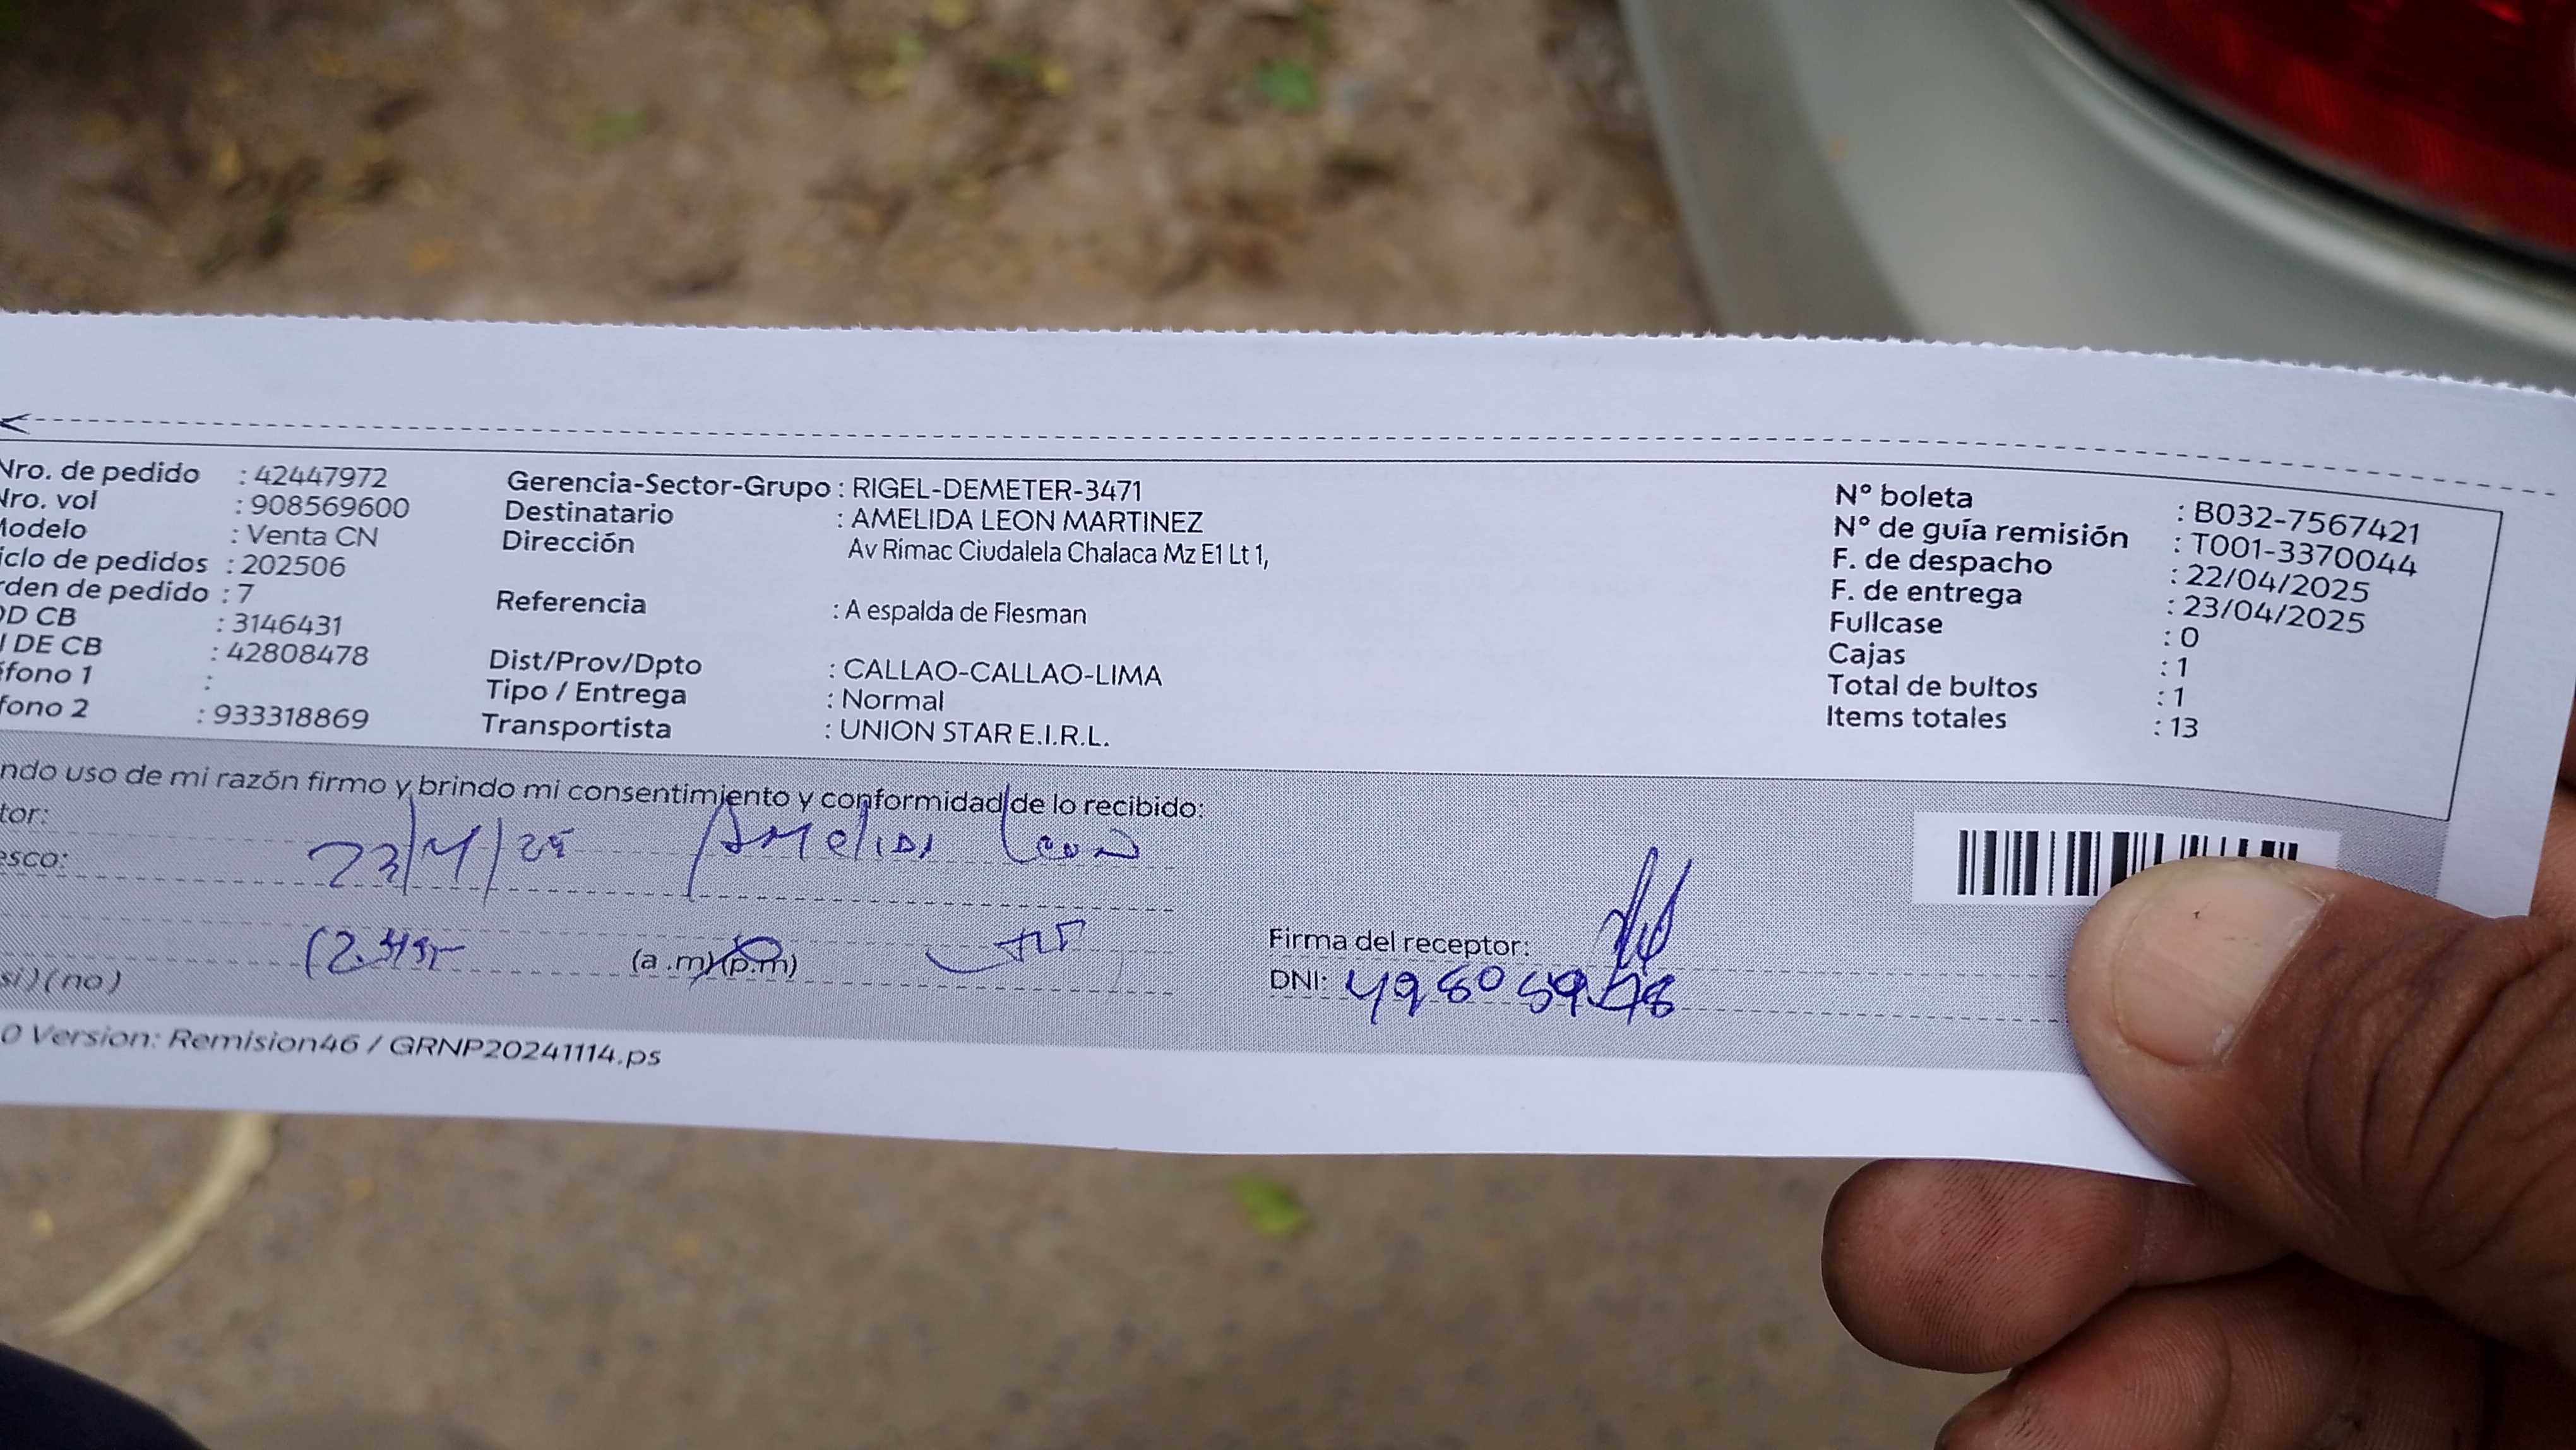 Nro. de pedido : 42447972
Nro. vol : 908569600
Modelo : Venta CN
iclo de pedidos : 202506
rden de pedido : 7
OD CB : 3146431
I DE CB : 42808478
éfono 1 :
fono 2 : 933318869
Gerencia-Sector-Grupo : RIGEL-DEMETER-3471
Destinatario : AMELIDA LEON MARTINEZ
Dirección Av Rimac Ciudalela Chalaca Mz E1 Lt 1,
Referencia : A espalda de Flesman
Dist/Prov/Dpto : CALLAO-CALLAO-LIMA
Tipo / Entrega : Normal
Transportista : UNION STAR E.I.R.L.
N° boleta : B032-7567421
N° de guía remisión : T001-3370044
F. de despacho : 22/04/2025
F. de entrega : 23/04/2025
Fullcase : 0
Cajas : 1
Total de bultos : 1
Items totales : 13
ndo uso de mi razón firmo y brindo mi consentimiento y conformidad de lo recibido:
tor:
esco: 23/4/25 Leon
(a .m) (p.m)
si) (no)
Firma del receptor:
DNI:
0 Version: Remision46 / GRNP20241114.ps